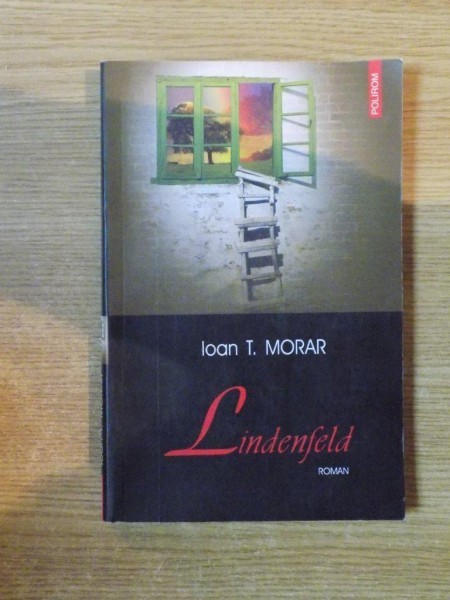 POLIROM
Ioan T. MORAR
Lindenfeld
ROMAN